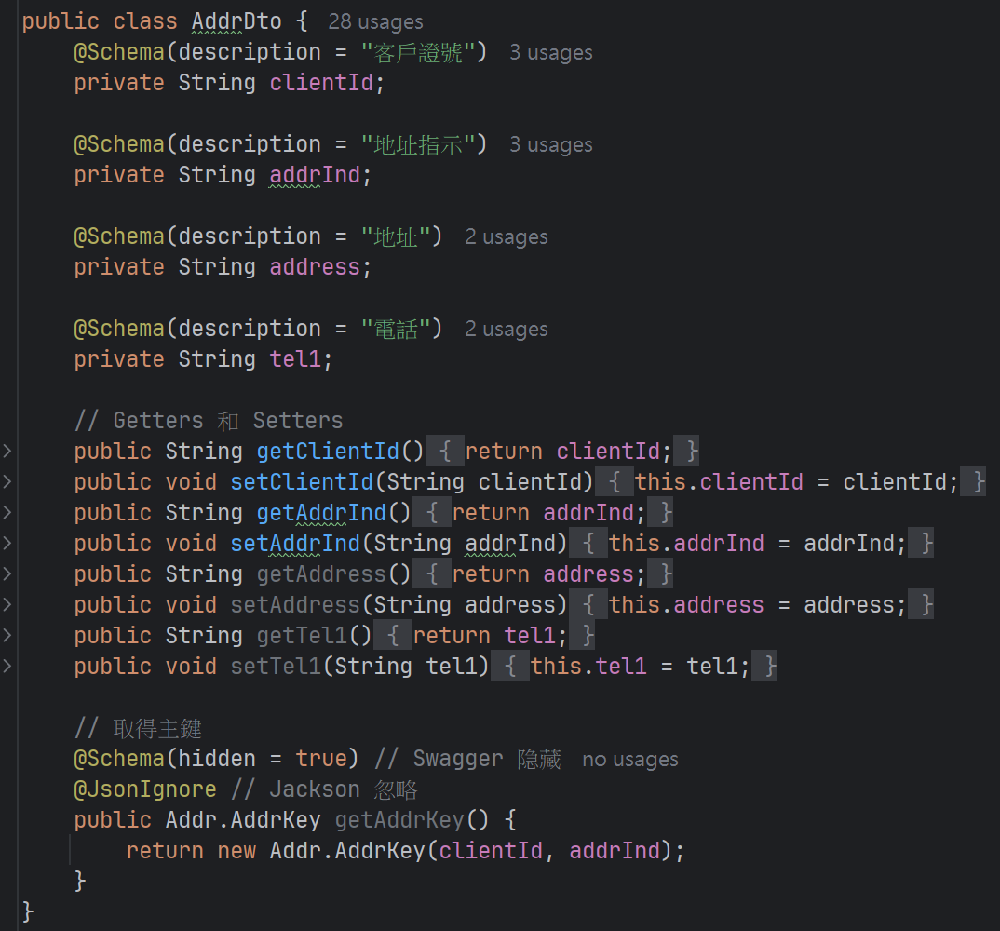 public class AddrDto { 28 usages
@Schema(description = "客戶證號") 3 usages
private String clientId;
@Schema(description = "地址指示") 3 usages
private String addrInd;
@Schema(description = "地址") 2 usages
private String address;
@Schema(description = "電話") 2 usages
private String tel1;
// Getters 和 Setters
public String getClientId() { return clientId; }
public void setClientId(String clientId) { this.clientId = clientId; }
public String getAddrInd() { return addrInd; }
public void setAddrInd(String addrInd) { this.addrInd = addrInd; }
public String getAddress() { return address; }
public void setAddress(String address) { this.address = address; }
public String getTel1() { return tel1; }
public void setTel1(String tel1) { this.tel1 = tel1; }
// 取得主鍵
@Schema(hidden = true) // Swagger 隐藏 no usages
@JsonIgnore // Jackson 忽略
public Addr.AddrKey getAddrKey() {
return new Addr.AddrKey(clientId, addrInd);
}
}